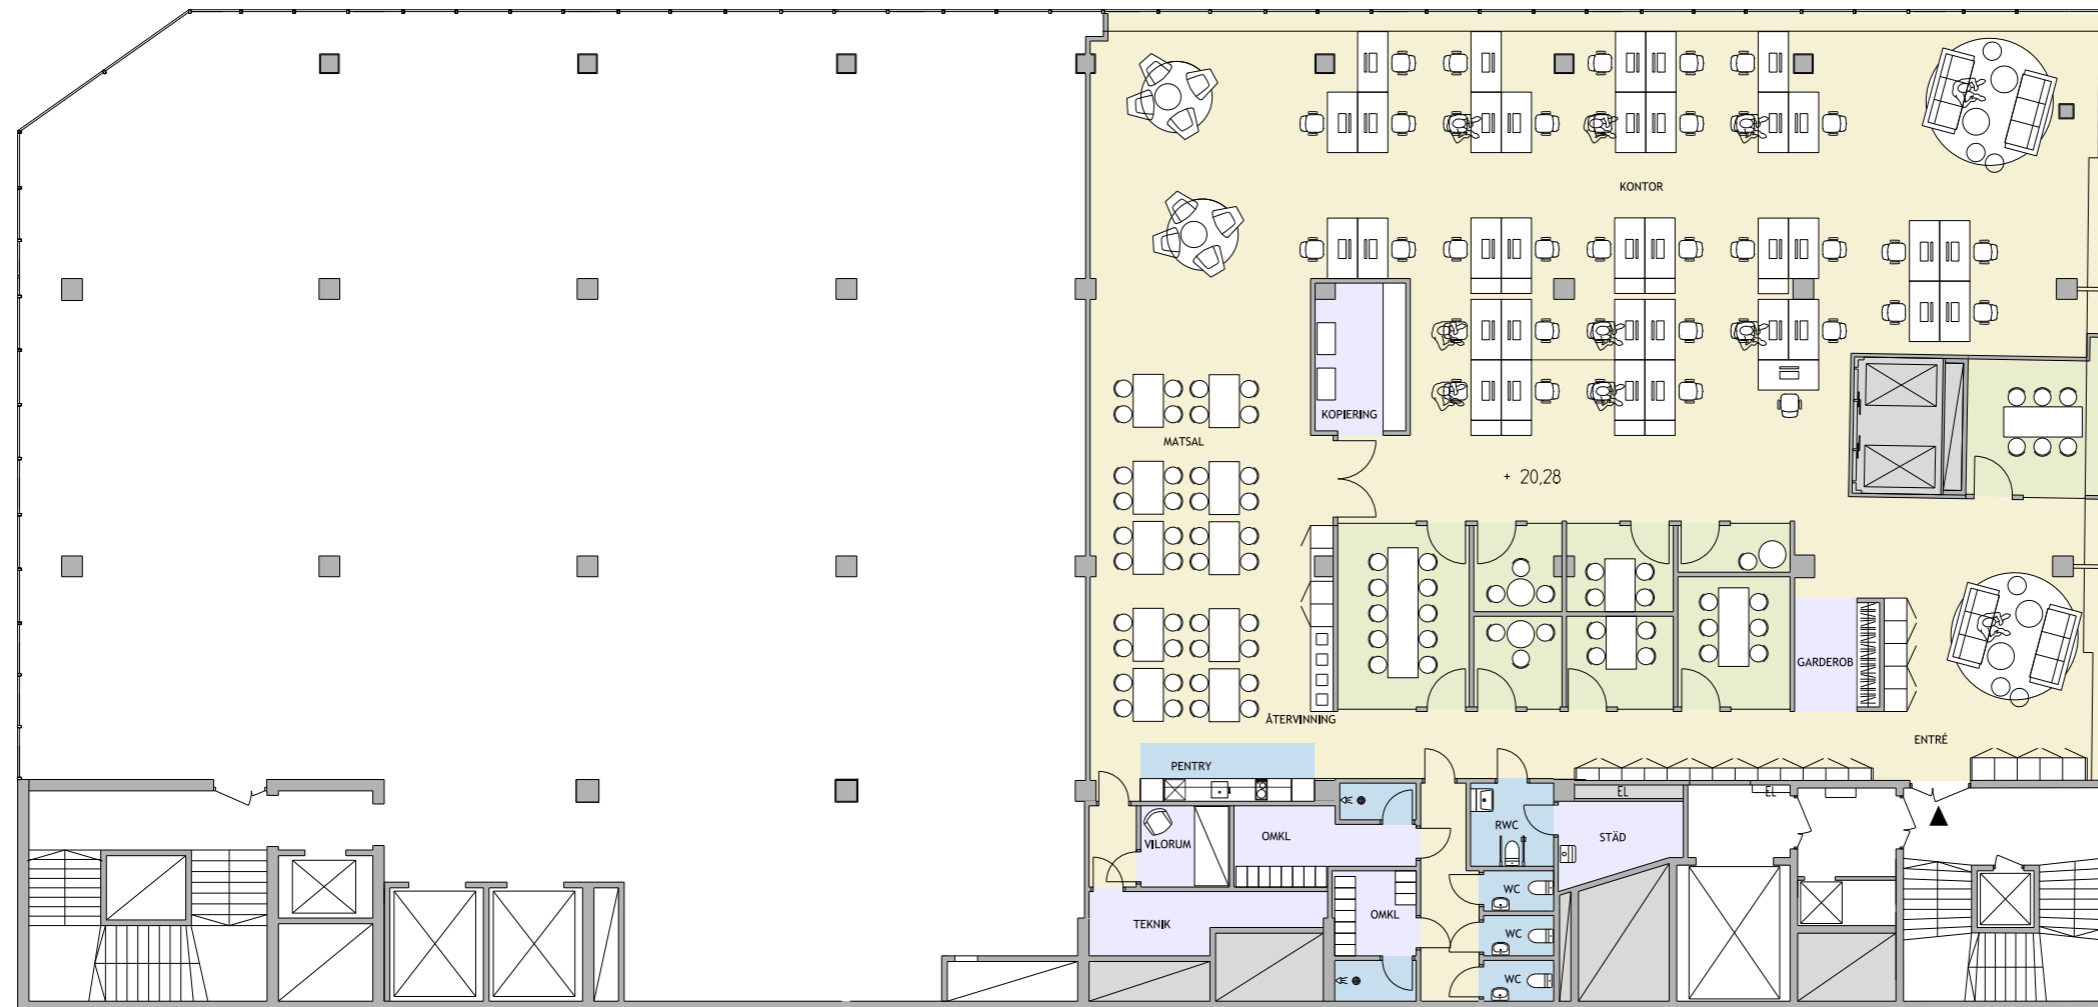 KONTOR
KOPIERING
MATSAL
+ 20,28
GARDEROB
ÅTERVINNING
ENTRÉ
PENTRY
EL
EL
RWC
OMKL
STÄD
VILORUM
WC
OMKL
TEKNIK
WC
WC